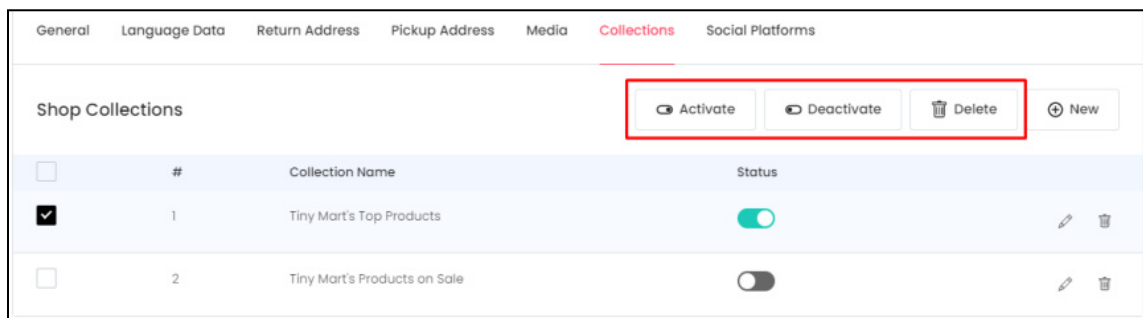 General Language Data Return Address Pickup Address Media Collections Social Platforms
Shop Collections Activate Deactivate Delete New
# Collection Name Status
1 Tiny Mart's Top Products
2 Tiny Mart's Products on Sale